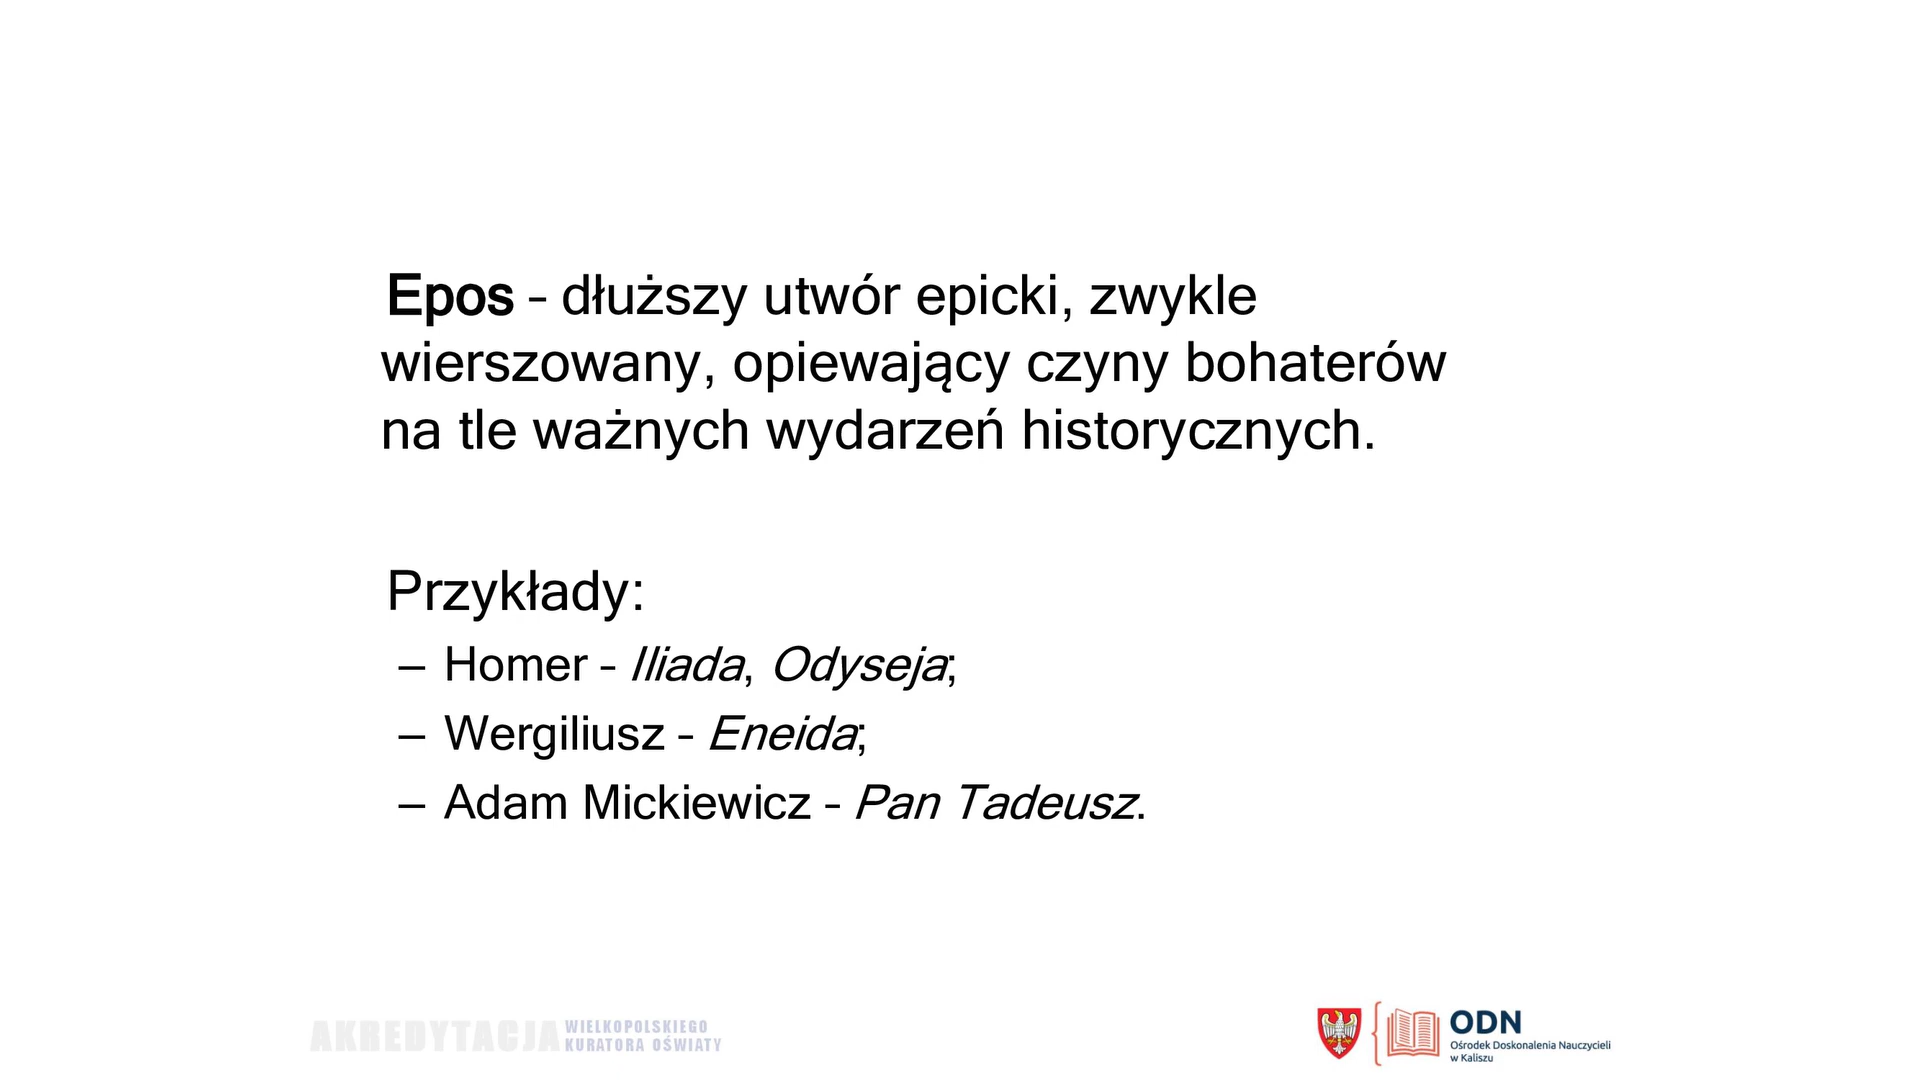 Epos – dłuższy utwór epicki, zwykle
wierszowany, opiewający czyny bohaterów
na tle ważnych wydarzeń historycznych.
Przykłady:
– Homer – Iliada, Odyseja;
– Wergiliusz – Eneida;
– Adam Mickiewicz – Pan Tadeusz.
AKREDYTACJA WIELKOPOLSKIEGO
KURATORA OŚWIATY
ODN
Ośrodek Doskonalenia Nauczycieli
w Kaliszu